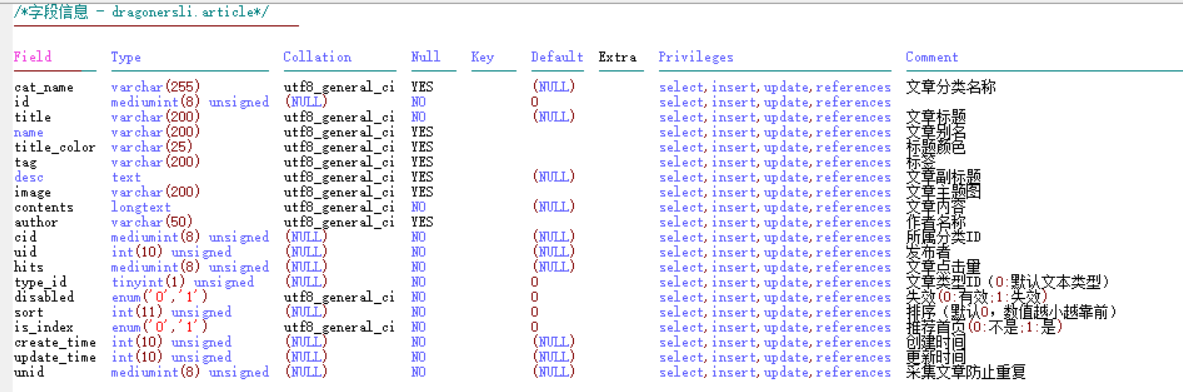 /*字段信息 - dragonersli.article*/
Field Type Collation Null Key Default Extra Privileges Comment
cat_name varchar(255) utf8_general_ci YES (NULL) select,insert,update,references 文章分类名称
id mediumint(8) unsigned (NULL) NO 0 select,insert,update,references
title varchar(200) utf8_general_ci NO (NULL) select,insert,update,references 文章标题
name varchar(200) utf8_general_ci YES select,insert,update,references 文章别名
title_color varchar(25) utf8_general_ci YES select,insert,update,references 标题颜色
tag varchar(200) utf8_general_ci YES select,insert,update,references 标签
desc text utf8_general_ci YES (NULL) select,insert,update,references 文章副标题
image varchar(200) utf8_general_ci YES select,insert,update,references 文章主题图
contents longtext utf8_general_ci NO (NULL) select,insert,update,references 文章内容
author varchar(50) utf8_general_ci YES select,insert,update,references 作者名称
cid mediumint(8) unsigned (NULL) NO (NULL) select,insert,update,references 所属分类ID
uid int(10) unsigned (NULL) NO (NULL) select,insert,update,references 发布者
hits mediumint(8) unsigned (NULL) NO (NULL) select,insert,update,references 文章点击量
type_id tinyint(1) unsigned (NULL) NO 0 select,insert,update,references 文章类型ID（0:默认文本类型）
disabled enum('0','1') utf8_general_ci NO 0 select,insert,update,references 失效(0:有效;1:失效)
sort int(11) unsigned (NULL) NO 0 select,insert,update,references 排序（默认0，数值越小越靠前）
is_index enum('0','1') utf8_general_ci NO 0 select,insert,update,references 推荐首页(0:不是;1:是)
create_time int(10) unsigned (NULL) NO (NULL) select,insert,update,references 创建时间
update_time int(10) unsigned (NULL) NO (NULL) select,insert,update,references 更新时间
unid mediumint(8) unsigned (NULL) NO (NULL) select,insert,update,references 采集文章防止重复